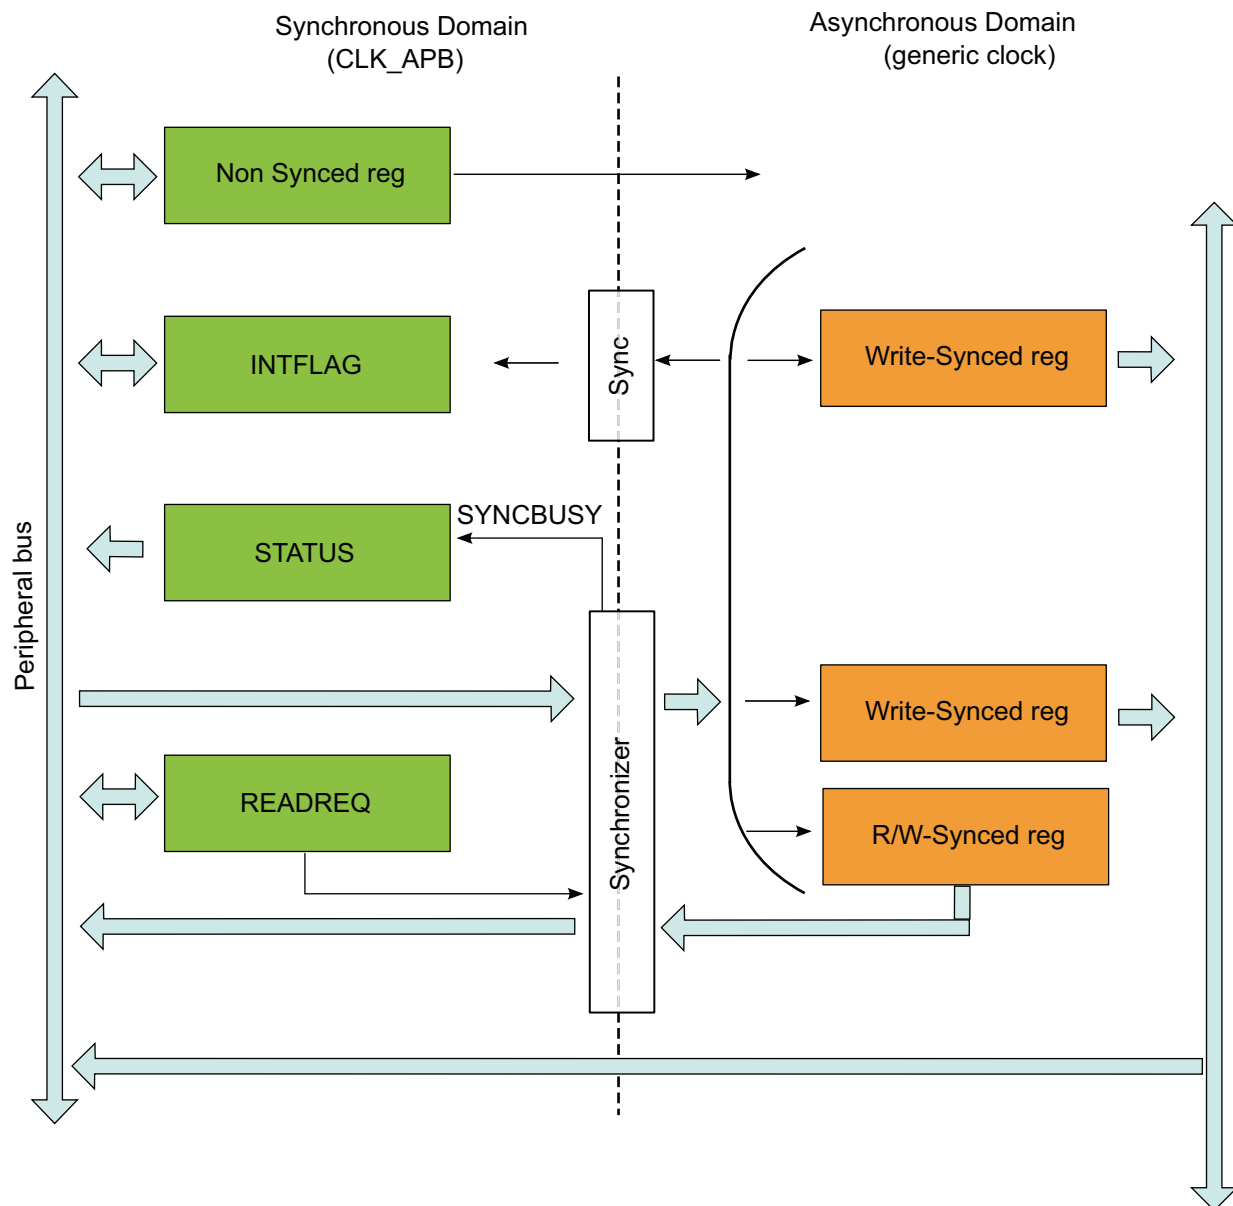 Synchronous Domain
(CLK_APB)
Asynchronous Domain
(generic clock)
Non Synced reg
INTFLAG
Sync
Write-Synced reg
SYNCBUSY
STATUS
Peripheral bus
Write-Synced reg
Synchronizer
READREQ
R/W-Synced reg